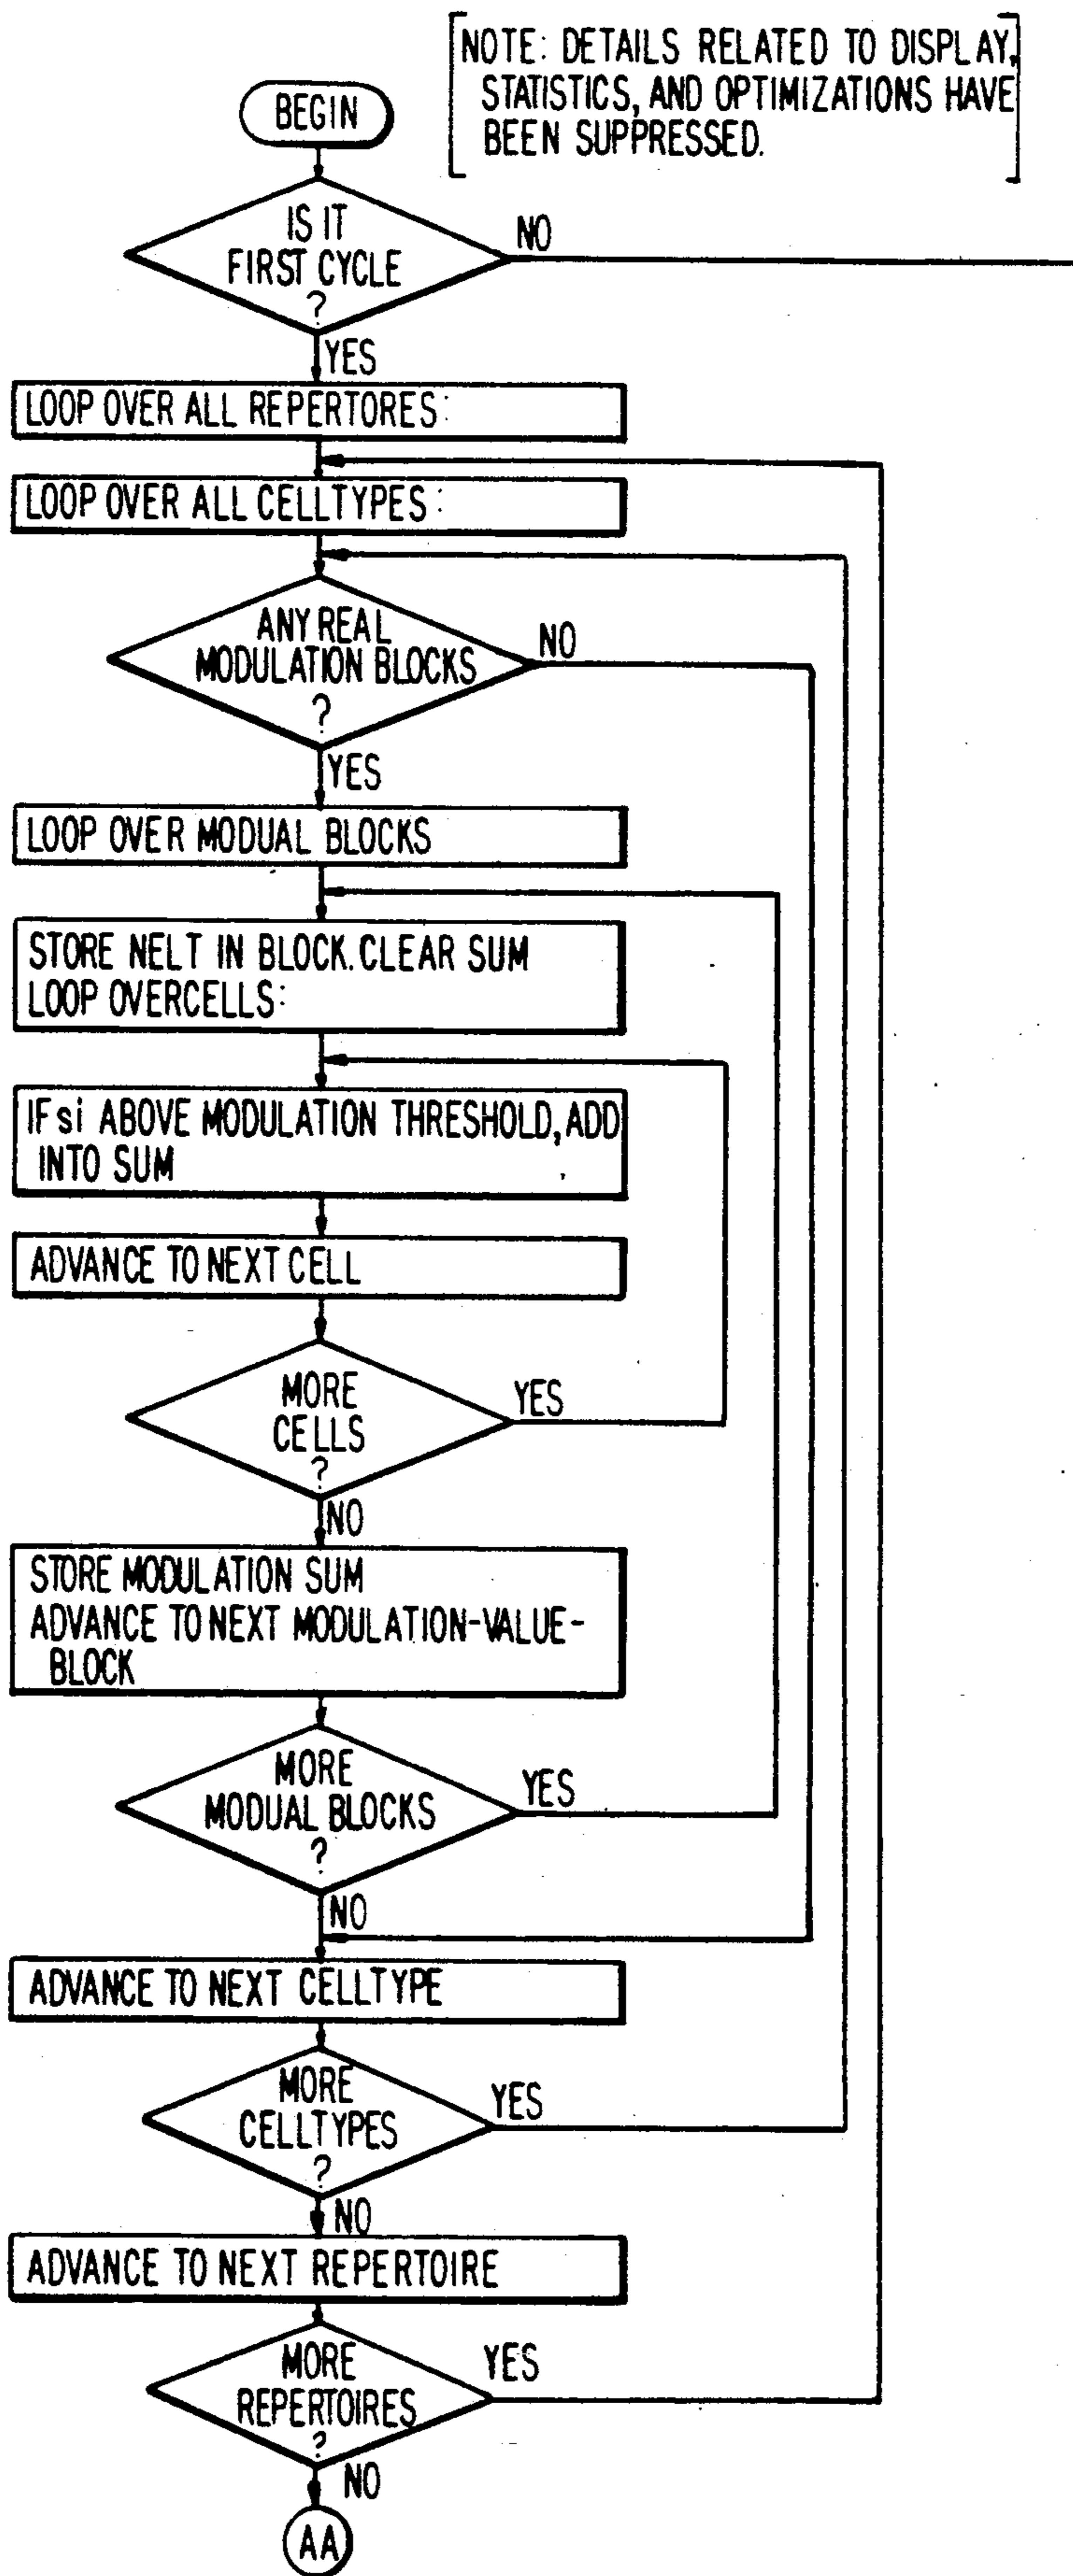 NOTE: DETAILS RELATED TO DISPLAY,
STATISTICS, AND OPTIMIZATIONS HAVE
BEEN SUPPRESSED.
BEGIN
IS IT
FIRST CYCLE
?
NO
YES
LOOP OVER ALL REPERTORES:
LOOP OVER ALL CELLTYPES:
ANY REAL
MODULATION BLOCKS
?
NO
YES
LOOP OVER MODUAL BLOCKS
STORE NELT IN BLOCK. CLEAR SUM
LOOP OVERCELLS:
IF si ABOVE MODULATION THRESHOLD, ADD
INTO SUM
ADVANCE TO NEXT CELL
MORE
CELLS
?
YES
NO
STORE MODULATION SUM
ADVANCE TO NEXT MODULATION-VALUE-
BLOCK
MORE
MODUAL BLOCKS
?
YES
NO
ADVANCE TO NEXT CELLTYPE
MORE
CELLTYPES
?
YES
NO
ADVANCE TO NEXT REPERTOIRE
MORE
REPERTOIRES
?
YES
NO
AA